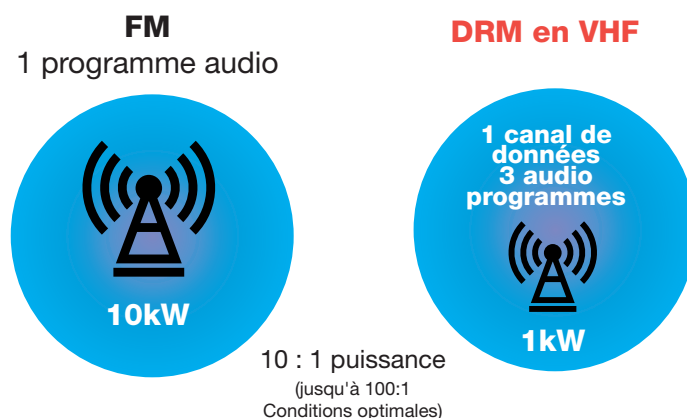 FM
1 programme audio
10kW
DRM en VHF
1 canal de
données
3 audio
programmes
1kW
10 : 1 puissance
(jusqu'à 100:1
Conditions optimales)